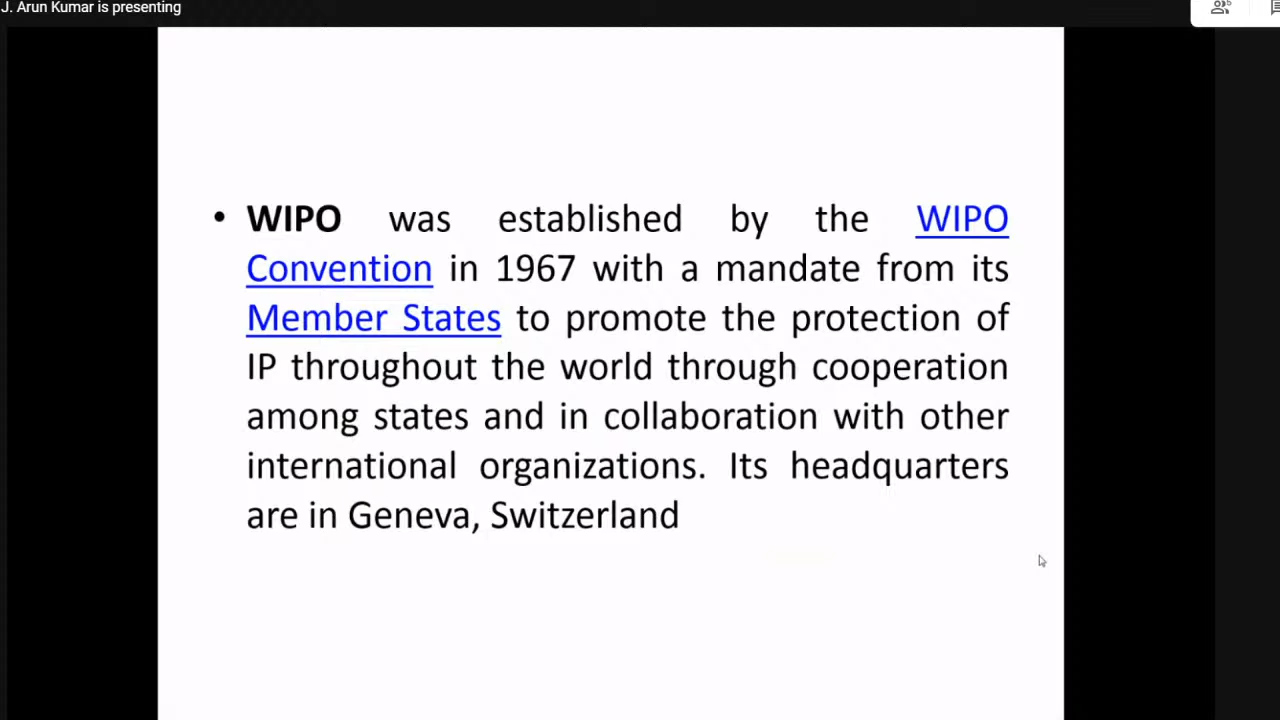 J. Arun Kumar is presenting
• WIPO was established by the WIPO
Convention in 1967 with a mandate from its
Member States to promote the protection of
IP throughout the world through cooperation
among states and in collaboration with other
international organizations. Its headquarters
are in Geneva, Switzerland